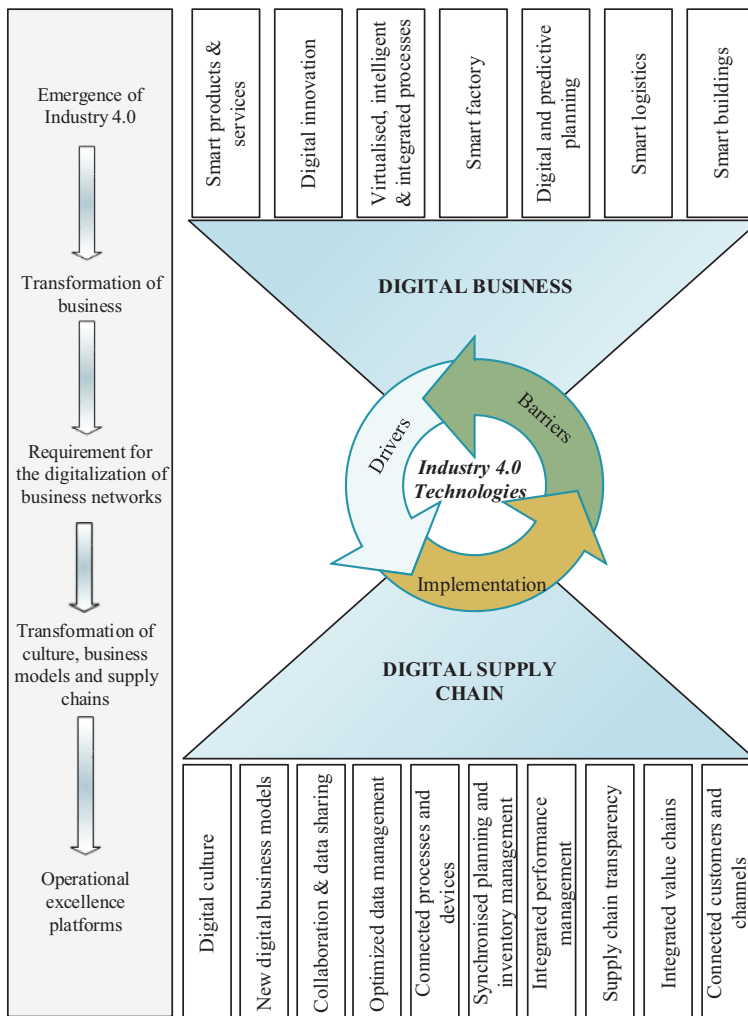 Emergence of
Industry 4.0
Transformation of
business
Requirement for
the digitalization of
business networks
Transformation of
culture, business
models and supply
chains
Operational
excellence
platforms
Smart products &
services
Digital innovation
Virtualised, intelligent
& integrated processes
Smart factory
Digital and predictive
planning
Smart logistics
Smart buildings
DIGITAL BUSINESS
Drivers
Barriers
Industry 4.0
Technologies
Implementation
DIGITAL SUPPLY
CHAIN
Digital culture
New digital business models
Collaboration & data sharing
Optimized data management
Connected processes and
devices
Synchronised planning and
inventory management
Integrated performance
management
Supply chain transparency
Integrated value chains
Connected customers and
channels